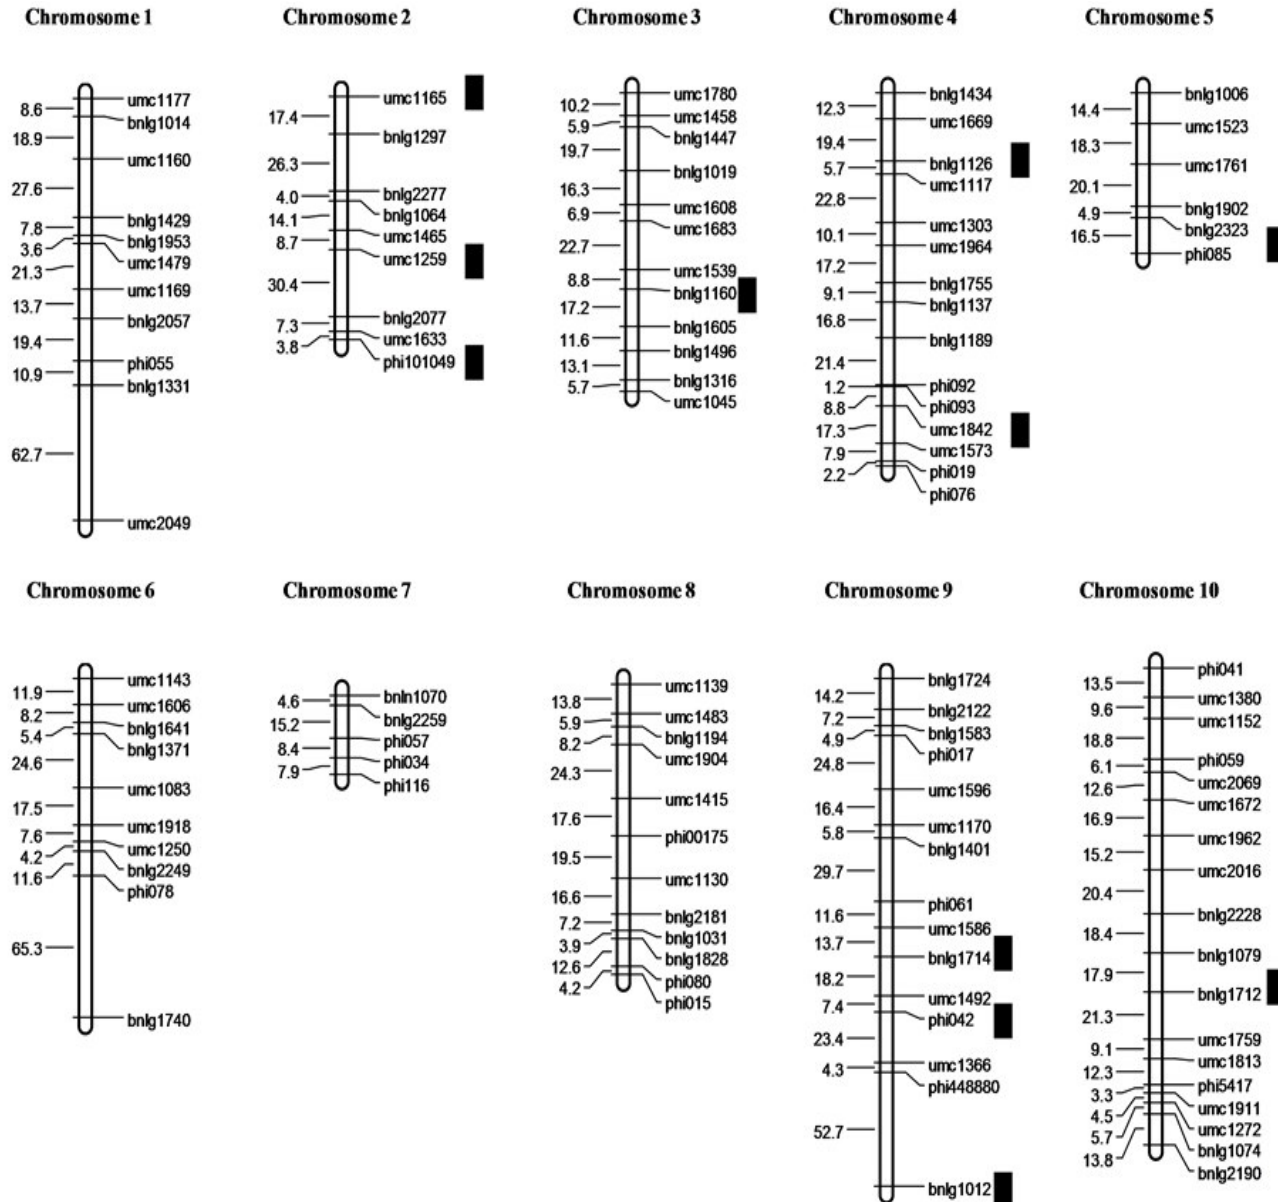 Chromosome 1
8.6
18.9
27.6
7.8
3.6
21.3
13.7
19.4
10.9
62.7
umc1177
bnlg1014
umc1160
bnlg1429
bnlg1953
umc1479
umc1169
bnlg2057
phi055
bnlg1331
umc2049
Chromosome 2
17.4
26.3
4.0
14.1
8.7
30.4
7.3
3.8
umc1165
bnlg1297
bnlg2277
bnlg1064
umc1465
umc1259
bnlg2077
umc1633
phi101049
Chromosome 3
10.2
5.9
19.7
16.3
6.9
22.7
8.8
17.2
11.6
13.1
5.7
umc1780
umc1458
bnlg1447
bnlg1019
umc1608
umc1683
umc1539
bnlg1160
bnlg1605
bnlg1496
bnlg1316
umc1045
Chromosome 4
12.3
19.4
5.7
22.8
10.1
17.2
9.1
16.8
21.4
1.2
8.8
17.3
7.9
2.2
bnlg1434
umc1669
bnlg1126
umc1117
umc1303
umc1964
bnlg1755
bnlg1137
bnlg1189
phi092
phi093
umc1842
umc1573
phi019
phi076
Chromosome 5
14.4
18.3
20.1
4.9
16.5
bnlg1006
umc1523
umc1761
bnlg1902
bnlg2323
phi085
Chromosome 6
11.9
8.2
5.4
24.6
17.5
7.6
4.2
11.6
65.3
umc1143
umc1606
bnlg1641
bnlg1371
umc1083
umc1918
umc1250
bnlg2249
phi078
bnlg1740
Chromosome 7
4.6
15.2
8.4
7.9
bnln1070
bnlg2259
phi057
phi034
phi116
Chromosome 8
13.8
5.9
8.2
24.3
17.6
19.5
16.6
7.2
3.9
12.6
4.2
umc1139
umc1483
bnlg1194
umc1904
umc1415
phi00175
umc1130
bnlg2181
bnlg1031
bnlg1828
phi080
phi015
Chromosome 9
14.2
7.2
4.9
24.8
16.4
5.8
29.7
11.6
13.7
18.2
7.4
23.4
4.3
52.7
bnlg1724
bnlg2122
bnlg1583
phi017
umc1596
umc1170
bnlg1401
phi061
umc1586
bnlg1714
umc1492
phi042
umc1366
phi448880
bnlg1012
Chromosome 10
13.5
9.6
18.8
6.1
12.6
16.9
15.2
20.4
18.4
17.9
21.3
9.1
12.3
3.3
4.5
5.7
13.8
phi041
umc1380
umc1152
phi059
umc2069
umc1672
umc1962
umc2016
bnlg2228
bnlg1079
bnlg1712
umc1759
umc1813
phi5417
umc1911
umc1272
bnlg1074
bnlg2190